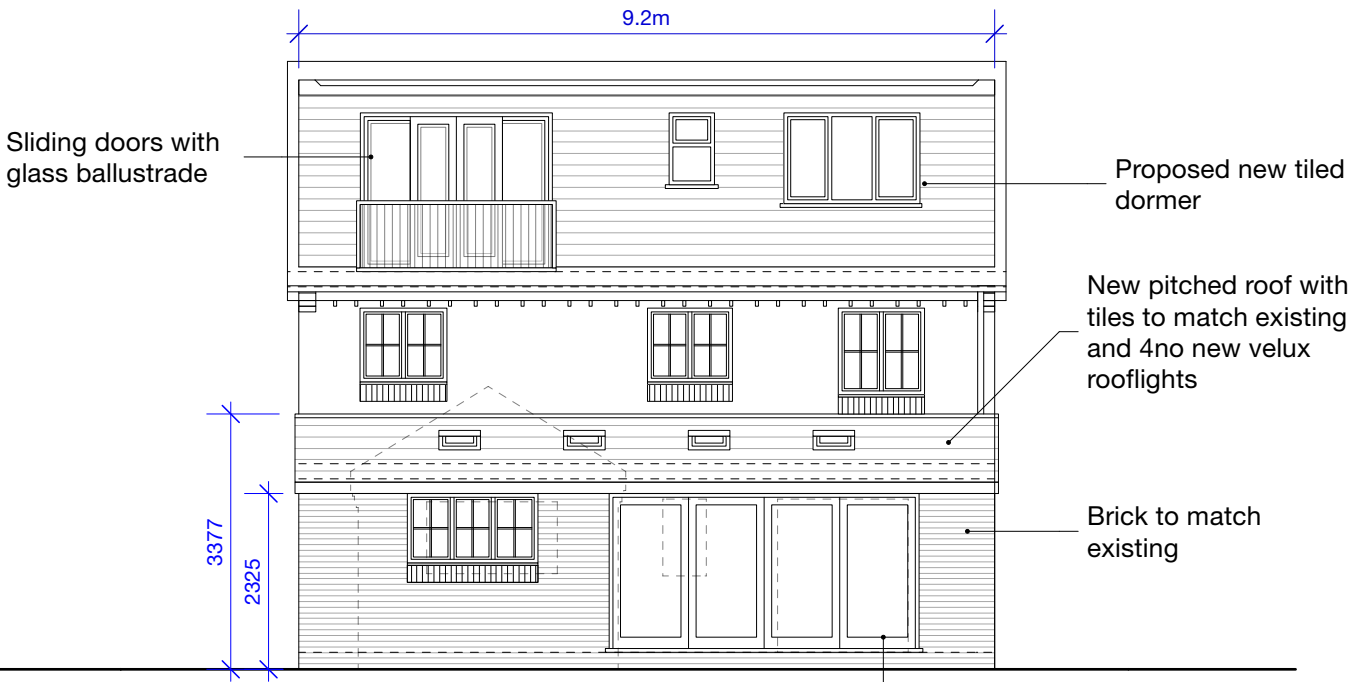 9.2m
Sliding doors with
glass ballustrade
Proposed new tiled
dormer
New pitched roof with
tiles to match existing
and 4no new velux
rooflights
3377
2325
Brick to match
existing